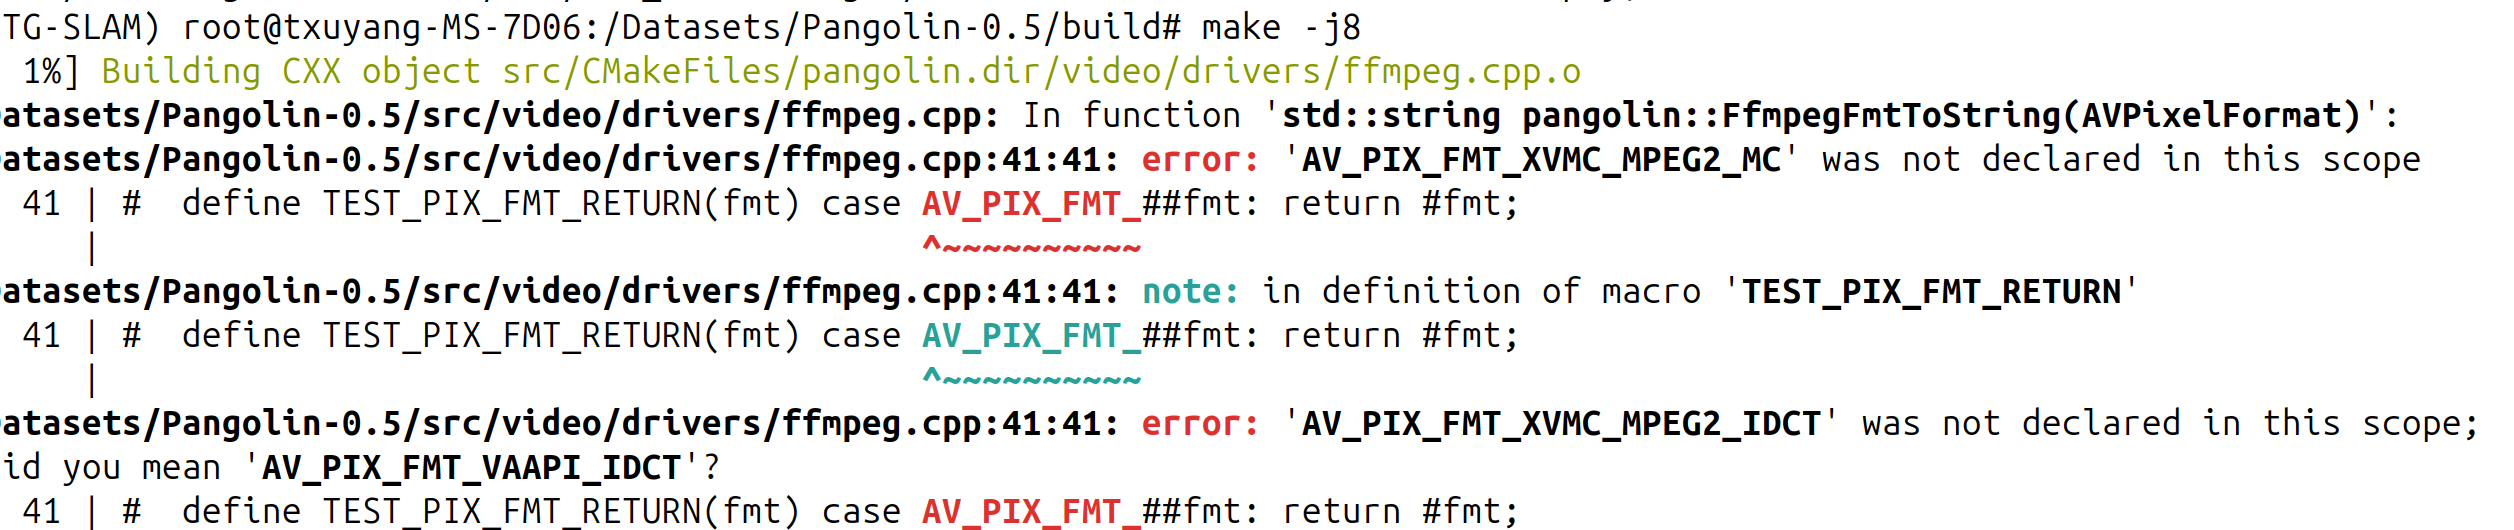 TG-SLAM) root@txuyang-MS-7D06:/Datasets/Pangolin-0.5/build# make -j8
1%] Building CXX object src/CMakeFiles/pangolin.dir/video/drivers/ffmpeg.cpp.o
atasets/Pangolin-0.5/src/video/drivers/ffmpeg.cpp: In function 'std::string pangolin::FfmpegFmtToString(AVPixelFormat)':
atasets/Pangolin-0.5/src/video/drivers/ffmpeg.cpp:41:41: error: 'AV_PIX_FMT_XVMC_MPEG2_MC' was not declared in this scope
41 | #  define TEST_PIX_FMT_RETURN(fmt) case AV_PIX_FMT_##fmt: return #fmt;
|                                         ^~~~~~~~~~~
atasets/Pangolin-0.5/src/video/drivers/ffmpeg.cpp:41:41: note: in definition of macro 'TEST_PIX_FMT_RETURN'
41 | #  define TEST_PIX_FMT_RETURN(fmt) case AV_PIX_FMT_##fmt: return #fmt;
|                                         ^~~~~~~~~~~
atasets/Pangolin-0.5/src/video/drivers/ffmpeg.cpp:41:41: error: 'AV_PIX_FMT_XVMC_MPEG2_IDCT' was not declared in this scope;
id you mean 'AV_PIX_FMT_VAAPI_IDCT'?
41 | #  define TEST_PIX_FMT_RETURN(fmt) case AV_PIX_FMT_##fmt: return #fmt;